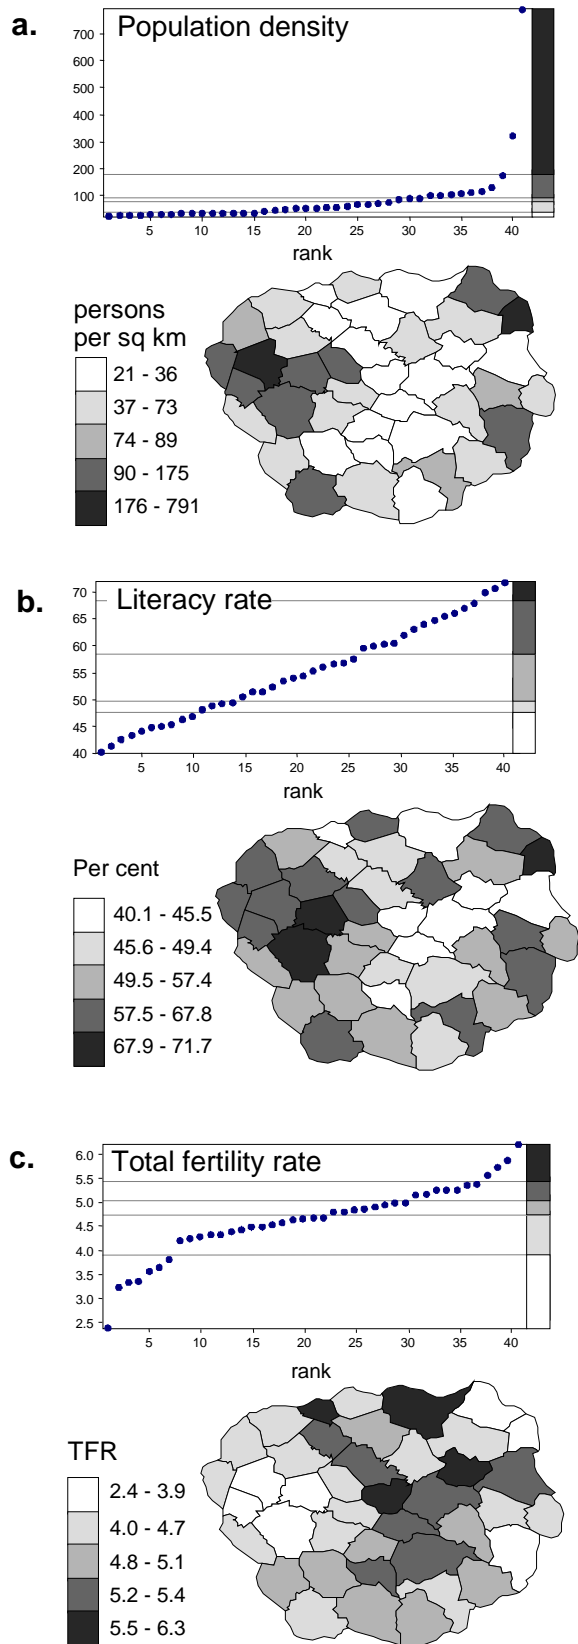 a.
Population density
700
600
500
400
300
200
100
5 10 15 20 25 30 35 40
rank
persons
per sq km
21 - 36
37 - 73
74 - 89
90 - 175
176 - 791
b.
Literacy rate
70
65
60
55
50
45
40
5 10 15 20 25 30 35 40
rank
Per cent
40.1 - 45.5
45.6 - 49.4
49.5 - 57.4
57.5 - 67.8
67.9 - 71.7
c.
Total fertility rate
6.0
5.5
5.0
4.5
4.0
3.5
3.0
2.5
5 10 15 20 25 30 35 40
rank
TFR
2.4 - 3.9
4.0 - 4.7
4.8 - 5.1
5.2 - 5.4
5.5 - 6.3